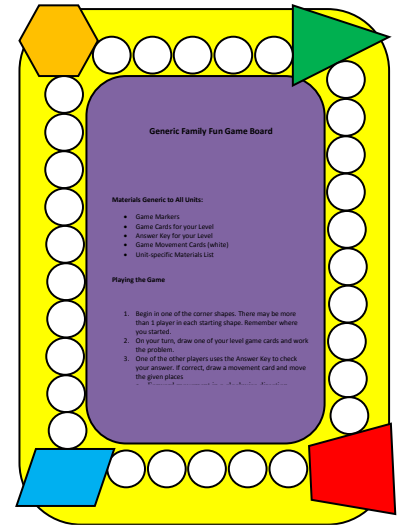 Generic Family Fun Game Board
Materials Generic to All Units:
• Game Markers
• Game Cards for your Level
• Answer Key for your Level
• Game Movement Cards (white)
• Unit-specific Materials List
Playing the Game
1. Begin in one of the corner shapes. There may be more
than 1 player in each starting shape. Remember where
you started.
2. On your turn, draw one of your level game cards and work
the problem.
3. One of the other players uses the Answer Key to check
your answer. If correct, draw a movement card and move
the given places